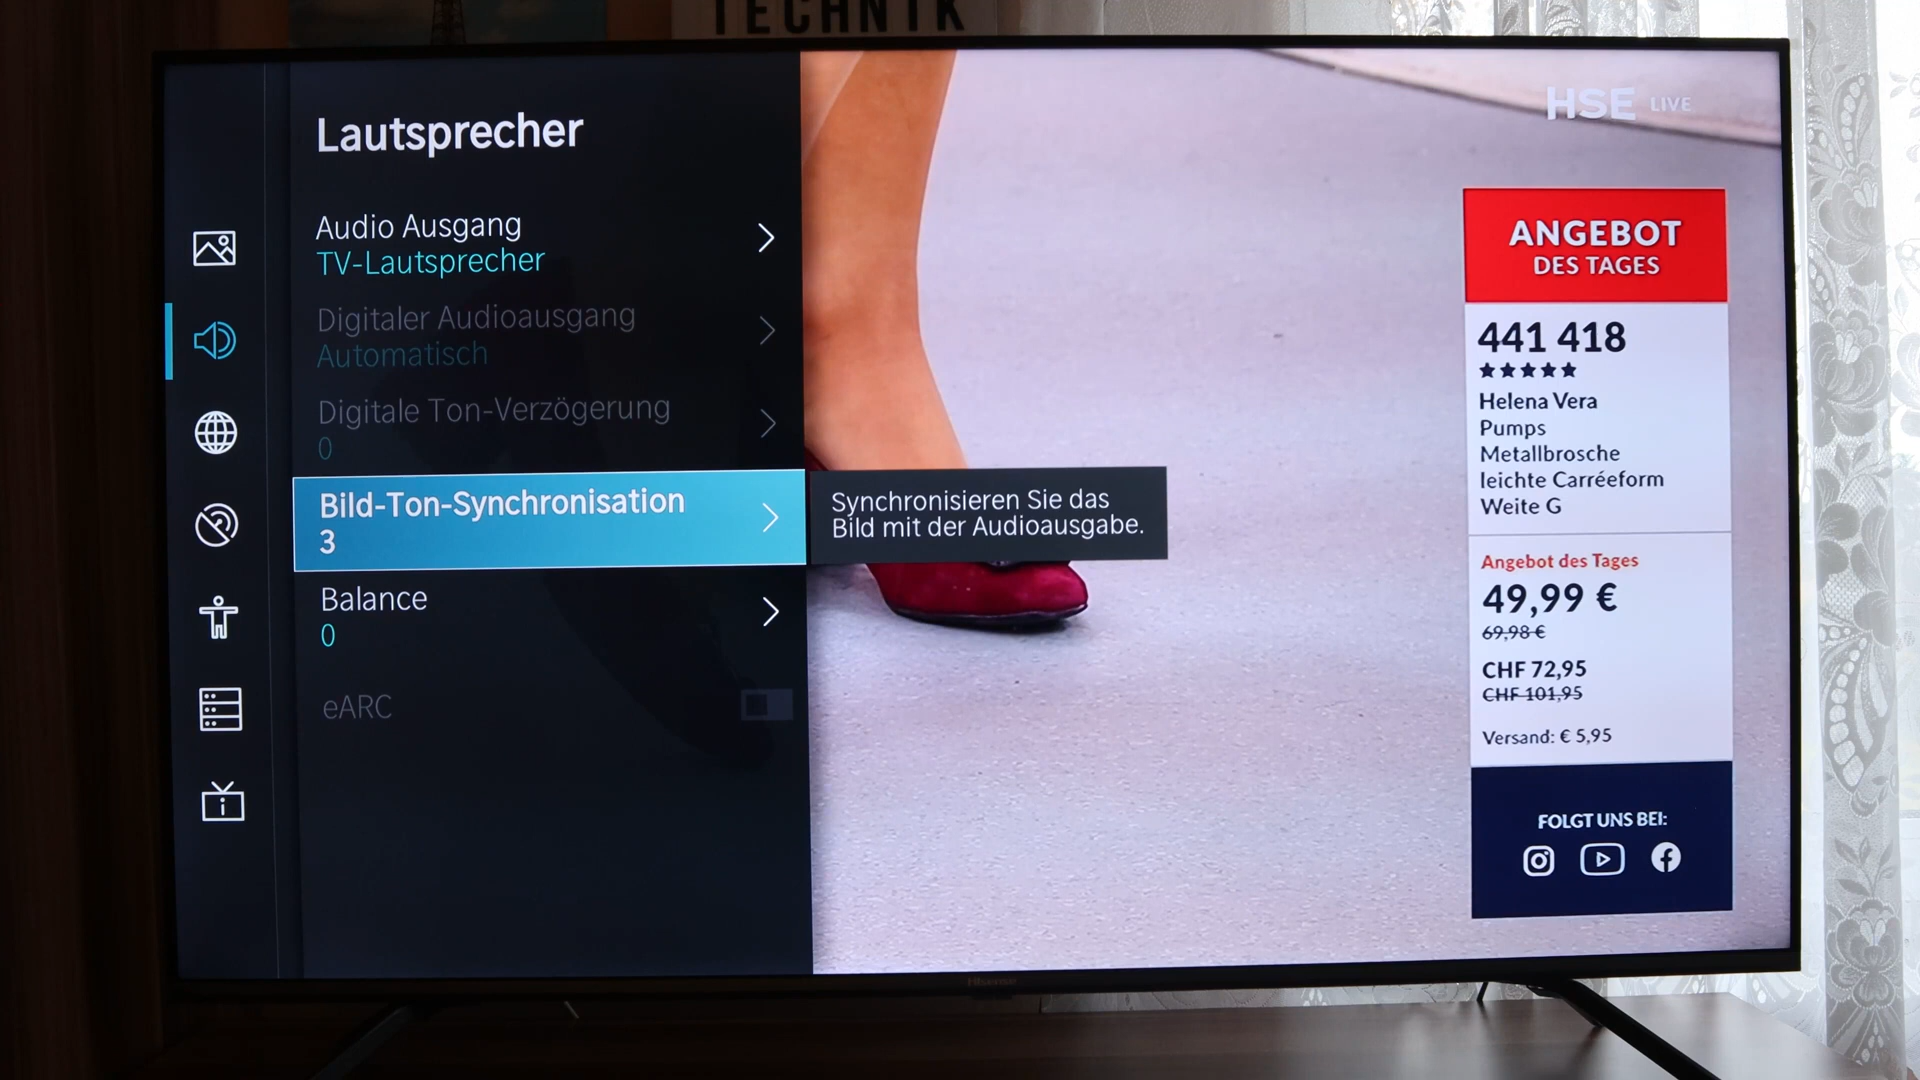 TECHNIK
Lautsprecher
Audio Ausgang
TV-Lautsprecher
Digitaler Audioausgang
Automatisch
Digitale Ton-Verzögerung
0
Bild-Ton-Synchronisation
3
Synchronisieren Sie das
Bild mit der Audioausgabe.
Balance
0
eARC
HSE LIVE
ANGEBOT
DES TAGES
441 418
★★★★★
Helena Vera
Pumps
Metallbrosche
leichte Carréeform
Weite G
Angebot des Tages
49,99 €
69,98 €
CHF 72,95
CHF 101,95
Versand: € 5,95
FOLGT UNS BEI:
Hisense